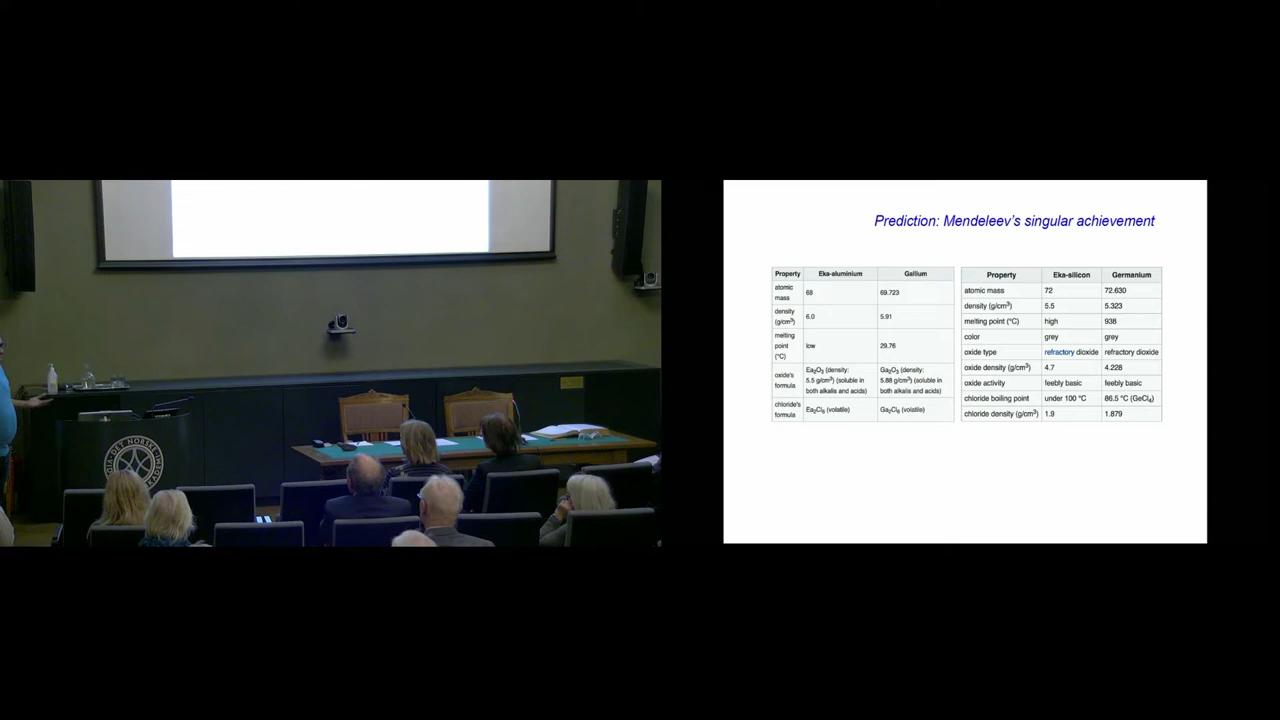 Prediction: Mendeleev's singular achievement
Property Eka-aluminium Gallium
atomic
mass
68 69.723
density
(g/cm³)
6.0 5.91
melting
point
(°C)
low 29.76
oxide's
formula
Ea₂O₃ (density:
5.5 g/cm³) (soluble in
both alkalis and acids)
Ga₂O₃ (density:
5.88 g/cm³) (soluble in
both alkalis and acids)
chloride's
formula
Ea₂Cl₆ (volatile) Ga₂Cl₆ (volatile)
Property Eka-silicon Germanium
atomic mass 72 72.630
density (g/cm³) 5.5 5.323
melting point (°C) high 938
color grey grey
oxide type refractory dioxide refractory dioxide
oxide density (g/cm³) 4.7 4.228
oxide activity feebly basic feebly basic
chloride boiling point under 100 °C 86.5 °C (GeCl₄)
chloride density (g/cm³) 1.9 1.879
DET NORSKE